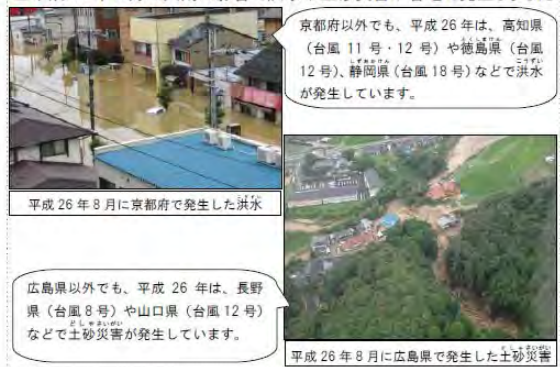 京都府以外でも、平成 26 年は、高知県
（台風 11 号・12 号）や徳島県（台風
12 号）、静岡県（台風 18 号）などで洪水
が発生しています。
平成 26 年 8 月に京都府で発生した洪水
広島県以外でも、平成 26 年は、長野
県（台風 8 号）や山口県（台風 12 号）
などで土砂災害が発生しています。
平成 26 年 8 月に広島県で発生した土砂災害